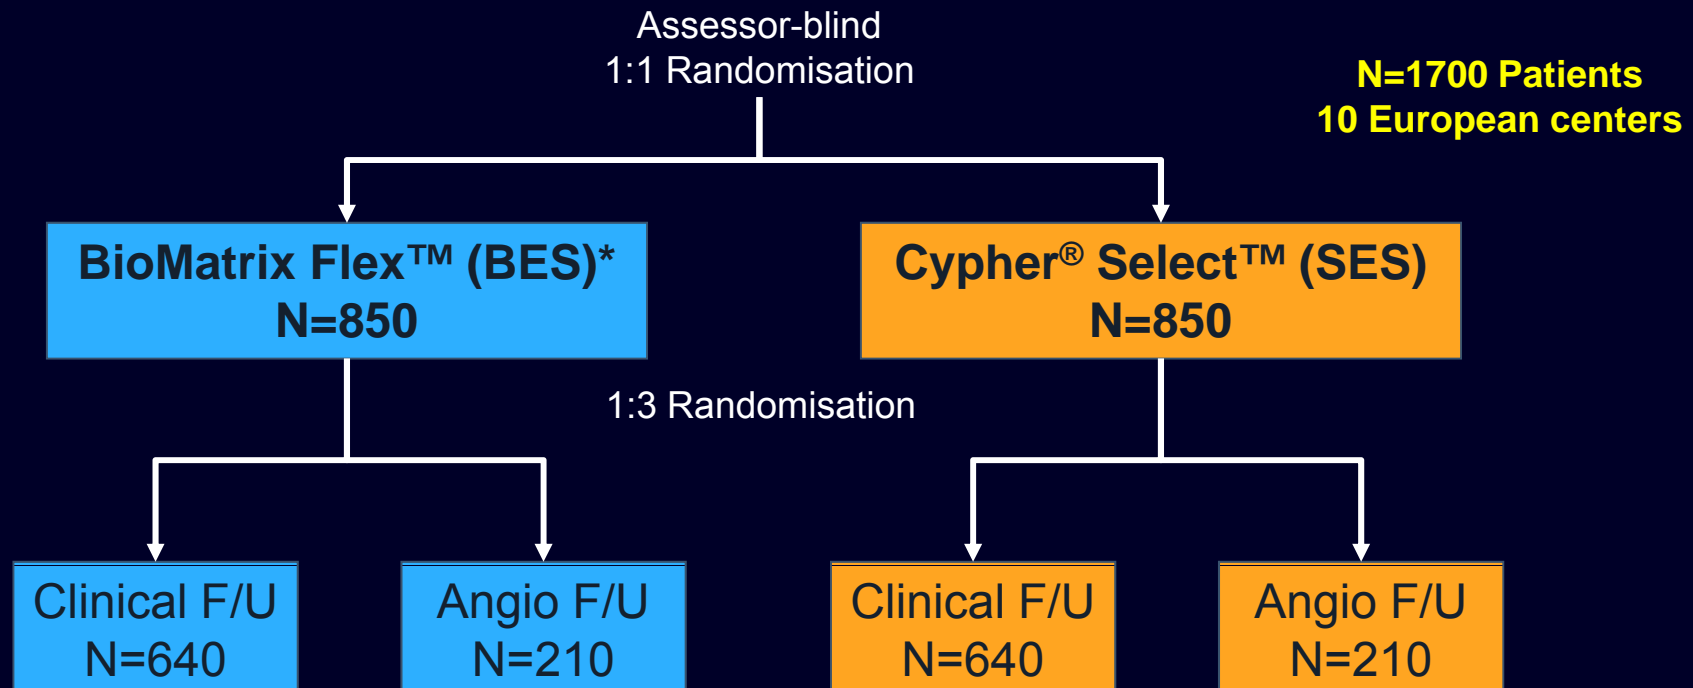 Assessor-blind
1:1 Randomisation
N=1700 Patients
10 European centers
BioMatrix Flex™ (BES)*
N=850
Cypher® Select™ (SES)
N=850
1:3 Randomisation
Clinical F/U
N=640
Angio F/U
N=210
Clinical F/U
N=640
Angio F/U
N=210